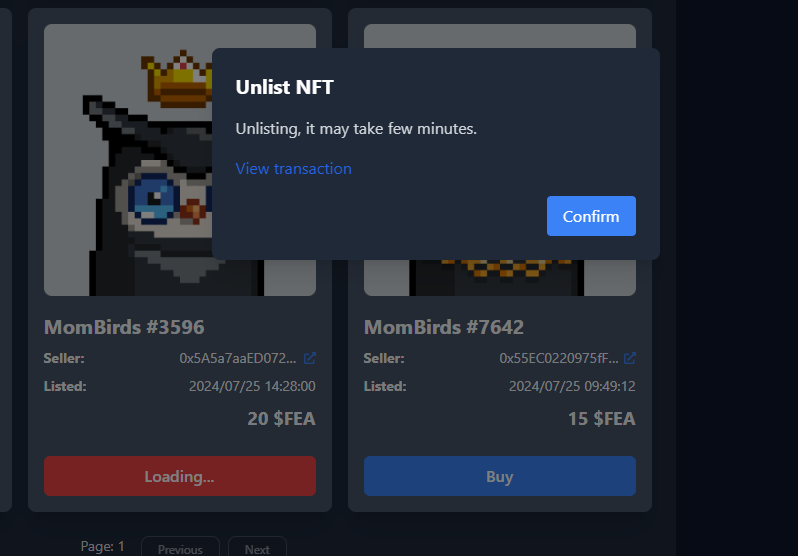 Unlist NFT
Unlisting, it may take few minutes.
View transaction
Confirm
MomBirds #3596
Seller: 0x5A5a7aaED072...
Listed: 2024/07/25 14:28:00
20 $FEA
Loading...
MomBirds #7642
Seller: 0x55EC0220975fF...
Listed: 2024/07/25 09:49:12
15 $FEA
Buy
Page: 1 Previous Next